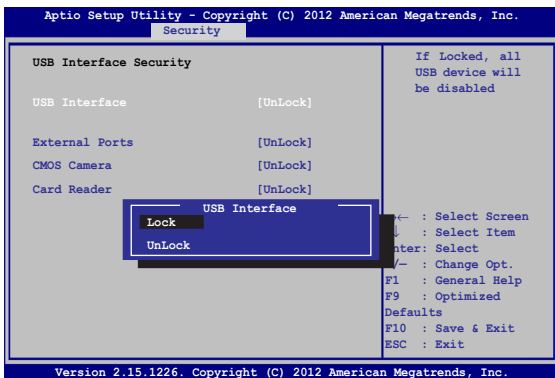 Aptio Setup Utility - Copyright (C) 2012 American Megatrends, Inc.
Security
USB Interface Security
USB Interface [UnLock]
External Ports [UnLock]
CMOS Camera [UnLock]
Card Reader [UnLock]
USB Interface
Lock
UnLock
If Locked, all
USB device will
be disabled
← : Select Screen
↓ : Select Item
nter: Select
/— : Change Opt.
F1 : General Help
F9 : Optimized
Defaults
F10 : Save & Exit
ESC : Exit
Version 2.15.1226. Copyright (C) 2012 American Megatrends, Inc.